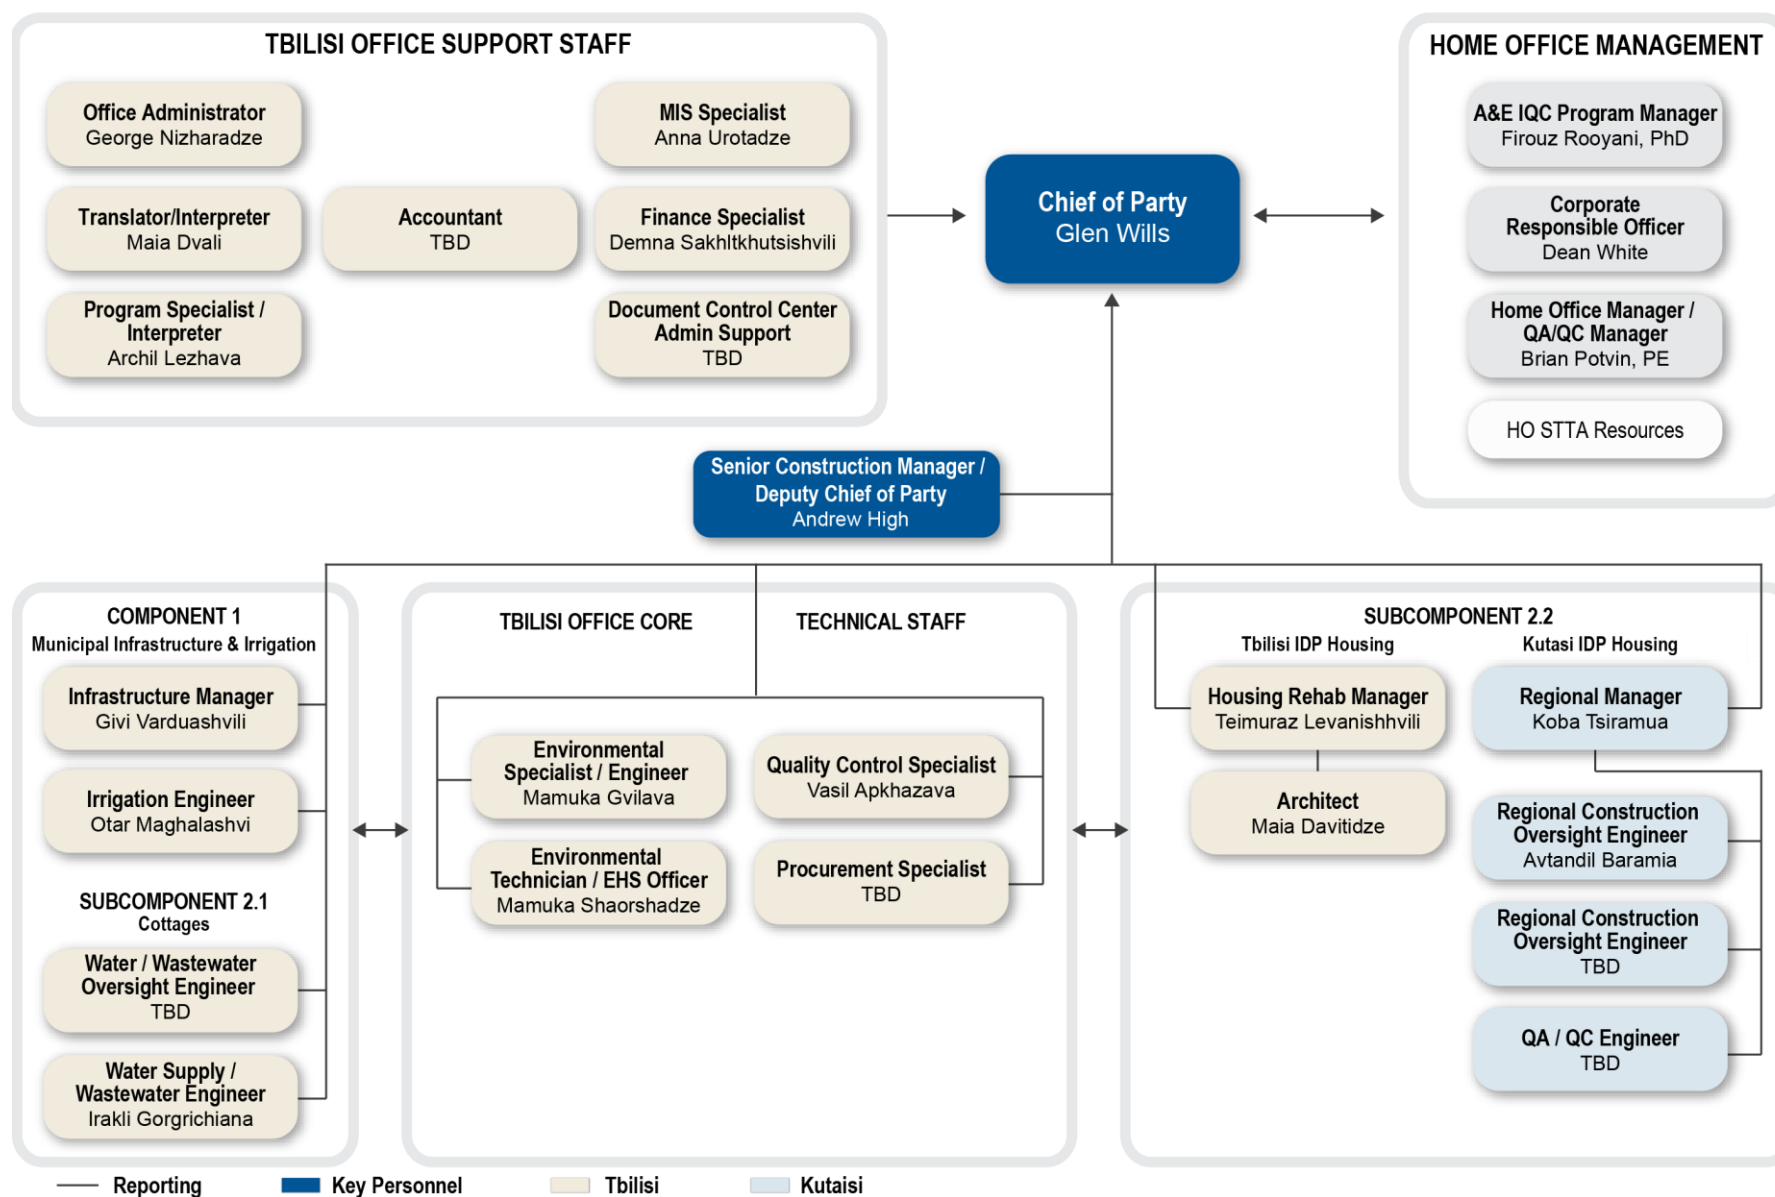 TBILISI OFFICE SUPPORT STAFF
Office Administrator
George Nizharadze
MIS Specialist
Anna Urotadze
Translator/Interpreter
Maia Dvali
Accountant
TBD
Finance Specialist
Demna Sakhltkhutsishvili
Program Specialist /
Interpreter
Archil Lezhava
Document Control Center
Admin Support
TBD
Chief of Party
Glen Wills
HOME OFFICE MANAGEMENT
A&E IQC Program Manager
Firouz Rooyani, PhD
Corporate
Responsible Officer
Dean White
Home Office Manager /
QA/QC Manager
Brian Potvin, PE
HO STTA Resources
Senior Construction Manager /
Deputy Chief of Party
Andrew High
COMPONENT 1
Municipal Infrastructure & Irrigation
Infrastructure Manager
Givi Varduashvili
Irrigation Engineer
Otar Maghalashvi
SUBCOMPONENT 2.1
Cottages
Water / Wastewater
Oversight Engineer
TBD
Water Supply /
Wastewater Engineer
Irakli Gorgrichiana
TBILISI OFFICE CORE TECHNICAL STAFF
Environmental
Specialist / Engineer
Mamuka Gvilava
Quality Control Specialist
Vasil Apkhazava
Environmental
Technician / EHS Officer
Mamuka Shaorshadze
Procurement Specialist
TBD
SUBCOMPONENT 2.2
Tbilisi IDP Housing
Housing Rehab Manager
Teimuraz Levanishhvili
Architect
Maia Davitidze
Kutasi IDP Housing
Regional Manager
Koba Tsiramua
Regional Construction
Oversight Engineer
Avtandil Baramia
Regional Construction
Oversight Engineer
TBD
QA / QC Engineer
TBD
Reporting
Key Personnel
Tbilisi
Kutaisi